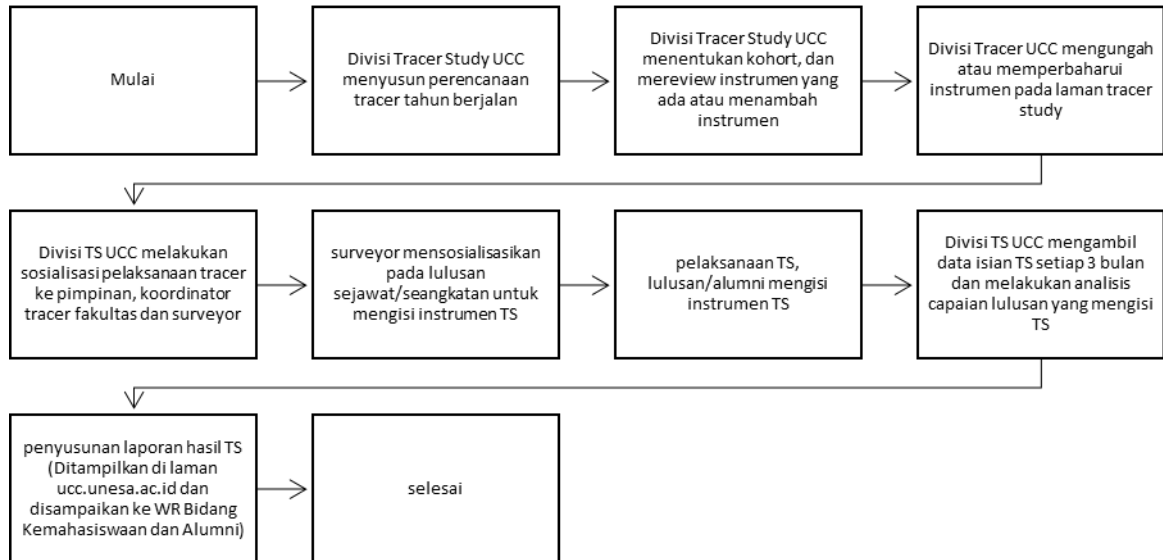 Mulai
Divisi Tracer Study UCC
menyusun perencanaan
tracer tahun berjalan
Divisi Tracer Study UCC
menentukan kohort, dan
mereview instrumen yang
ada atau menambah
instrumen
Divisi Tracer UCC mengungah
atau memperbaharui
instrumen pada laman tracer
study
Divisi TS UCC melakukan
sosialisasi pelaksanaan tracer
ke pimpinan, koordinator
tracer fakultas dan surveyor
surveyor mensosialisasikan
pada lulusan
sejawat/seangkatan untuk
mengisi instrumen TS
pelaksanaan TS,
lulusan/alumni mengisi
instrumen TS
Divisi TS UCC mengambil
data isian TS setiap 3 bulan
dan melakukan analisis
capaian lulusan yang mengisi
TS
penyusunan laporan hasil TS
(Ditampilkan di laman
ucc.unesa.ac.id dan
disampaikan ke WR Bidang
Kemahasiswaan dan Alumni)
selesai